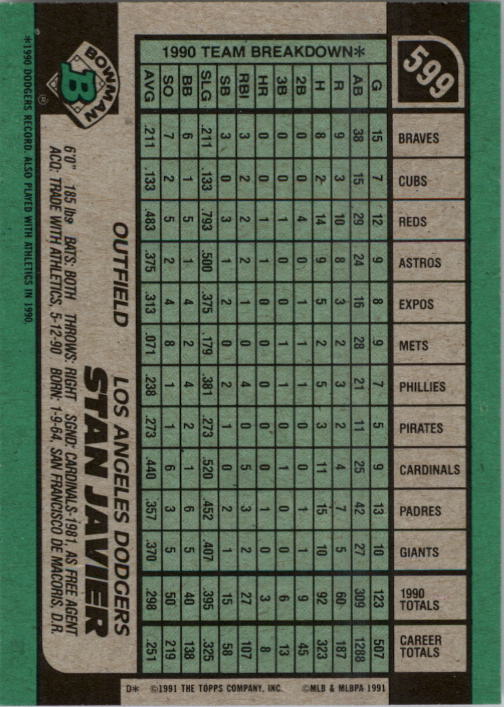 599
1990 TEAM BREAKDOWN*
G AB R H 2B 3B HR RBI SB SLG BB SO AVG
BRAVES 15 38 9 8 0 0 0 3 3 .211 6 7 .211
CUBS 7 15 3 2 0 0 0 2 0 .133 1 2 .133
REDS 12 29 10 14 4 1 1 2 3 .793 5 5 .483
ASTROS 9 24 8 9 0 0 1 2 1 .500 1 2 .375
EXPOS 8 16 3 5 1 0 0 1 2 .375 4 4 .313
METS 9 28 2 2 1 1 0 0 0 .179 2 8 .071
PHILLIES 7 21 3 5 1 1 0 4 2 .381 4 1 .238
PIRATES 5 11 2 3 0 0 0 0 1 .273 2 1 .273
CARDINALS 9 25 4 11 0 1 0 5 0 .520 1 6 .440
PADRES 13 42 7 15 1 0 1 3 2 .452 6 3 .357
GIANTS 10 27 5 10 1 0 0 2 1 .407 5 5 .370
1990 TOTALS 123 309 60 92 9 6 3 27 15 .395 40 50 .298
CAREER TOTALS 507 1288 187 323 45 13 8 107 58 .325 138 219 .251
BOWMAN
B
®
OUTFIELD LOS ANGELES DODGERS
STAN JAVIER
6'0" 185 lbs BATS: BOTH THROWS: RIGHT SGND: CARDINALS-1981, AS FREE AGENT
ACQ: TRADE WITH ATHLETICS, 5-12-90 BORN: 1-9-64, SAN FRANCISCO DE MACORIS, D.R.
*1990 DODGERS RECORD. ALSO PLAYED WITH ATHLETICS IN 1990.
D* ©1991 THE TOPPS COMPANY, INC. ©MLB & MLBPA 1991